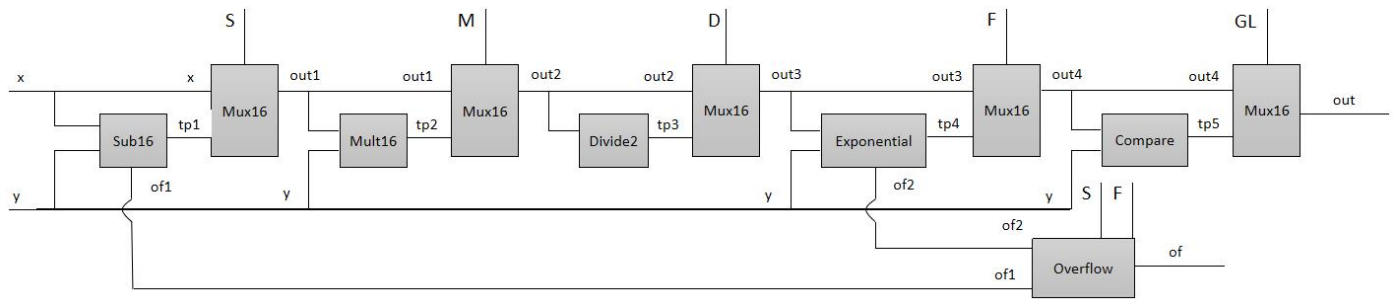 S M D F GL
x x out1 out1 out2 out2 out3 out3 out4 out4
Mux16 Mux16 Mux16 Mux16 Mux16
out
tp1 tp2 tp3 tp4 tp5
Sub16 Mult16 Divide2 Exponential Compare
of1 of2
y y y y S F
of2
of1 Overflow of